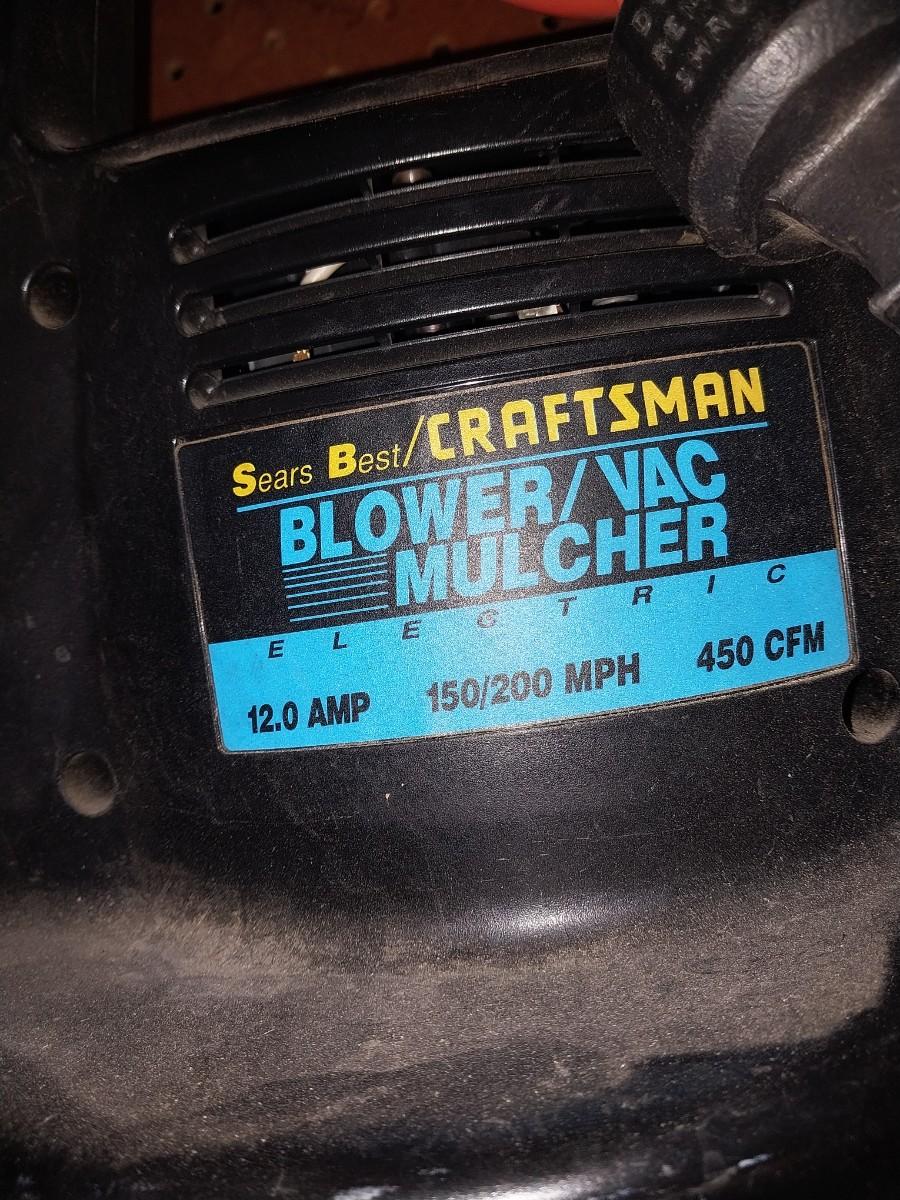 Sears Best/CRAFTSMAN
BLOWER/VAC
MULCHER
ELECTRIC
12.0 AMP 150/200 MPH 450 CFM